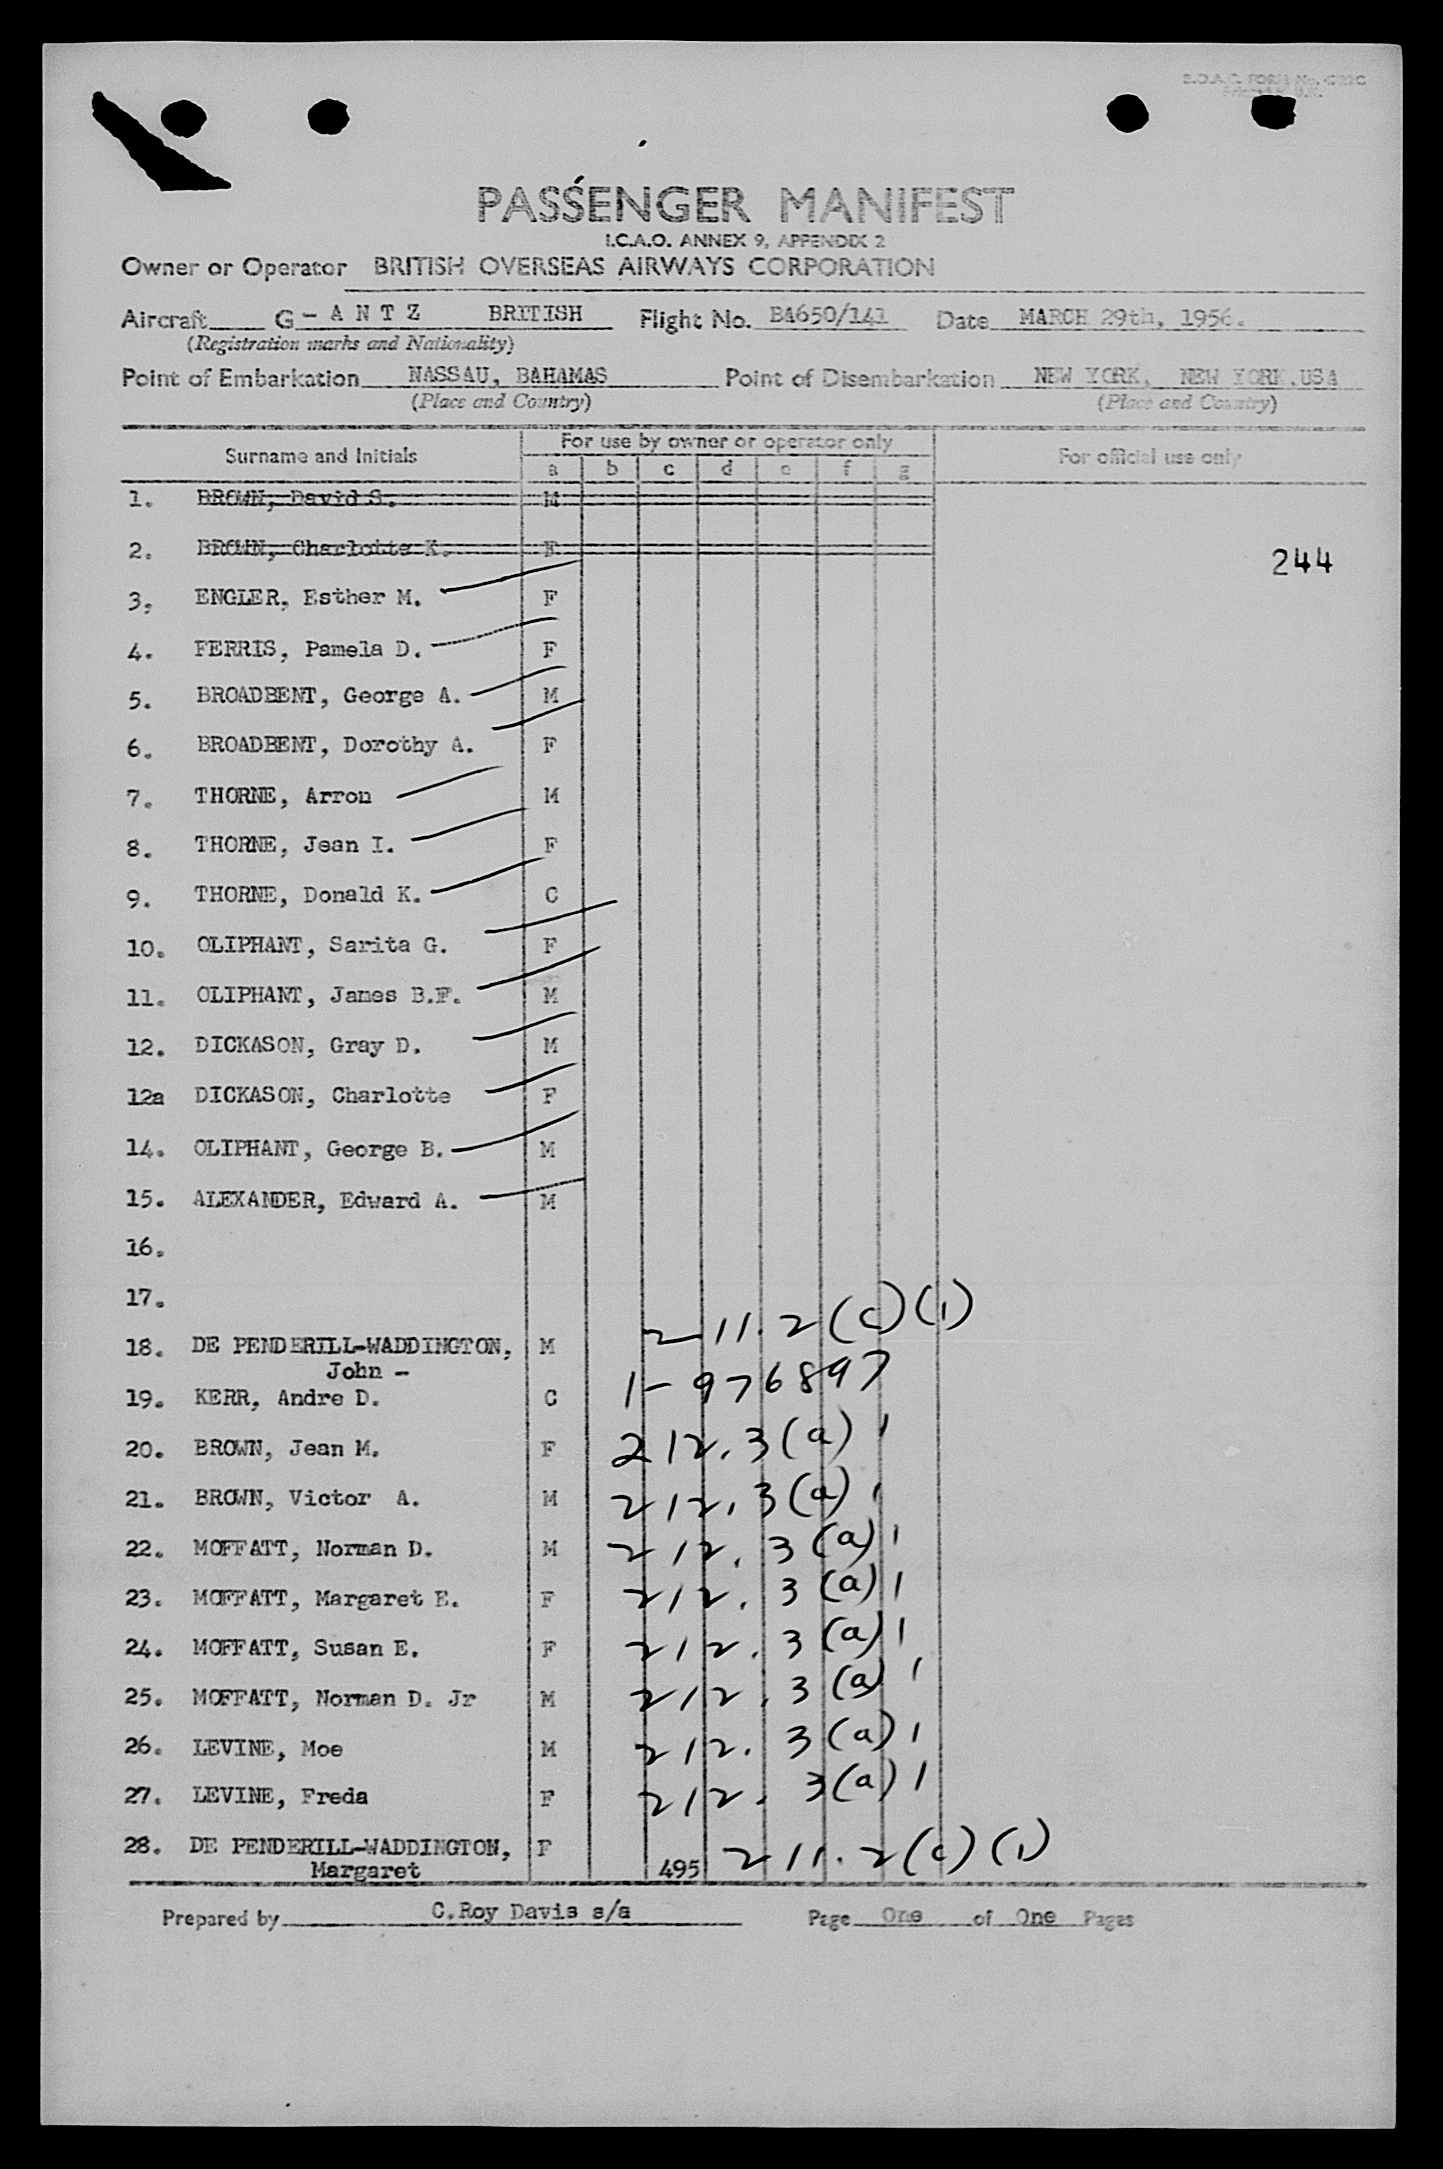 B.O.A.C. FORM No.
PASSENGER MANIFEST
I.C.A.O. ANNEX 9, APPENDIX 2
Owner or Operator BRITISH OVERSEAS AIRWAYS CORPORATION
Aircraft G- A N T Z BRITISH Flight No. BA650/141 Date MARCH 29th, 1956.
(Registration marks and Nationality)
Point of Embarkation NASSAU, BAHAMAS Point of Disembarkation NEW YORK, NEW YORK.USA
(Place and Country) (Place and Country)
Surname and Initials For use by owner or operator only For official use only
a b c d e f g
1. BROWN, David S. M
2. BROWN, Charlotte K. F
244
3. ENGLER, Esther M. F
4. FERRIS, Pamela D. F
5. BROADBENT, George A. M
6. BROADBENT, Dorothy A. F
7. THORNE, Arron M
8. THORNE, Jean I. F
9. THORNE, Donald K. C
10. OLIPHANT, Sarita G. F
11. OLIPHANT, James B.F. M
12. DICKASON, Gray D. M
12a DICKASON, Charlotte F
14. OLIPHANT, George B. M
15. ALEXANDER, Edward A. M
16.
17.
18. DE PENDERILL-WADDINGTON, M 211.2(c)(1)
John -
19. KERR, Andre D. C 1-976897
20. BROWN, Jean M. F 212.3(a) 1
21. BROWN, Victor A. M 212.3(a) 1
22. MOFFATT, Norman D. M 212.3(a) 1
23. MOFFATT, Margaret E. F 212.3(a) 1
24. MOFFATT, Susan E. F 212.3(a) 1
25. MOFFATT, Norman D. Jr M 212.3(a) 1
26. LEVINE, Moe M 212.3(a) 1
27. LEVINE, Freda F 212.3(a) 1
28. DE PENDERILL-WADDINGTON, F 211.2(c)(1)
Margaret 495
Prepared by C.Roy Davis s/a Page One of One Pages